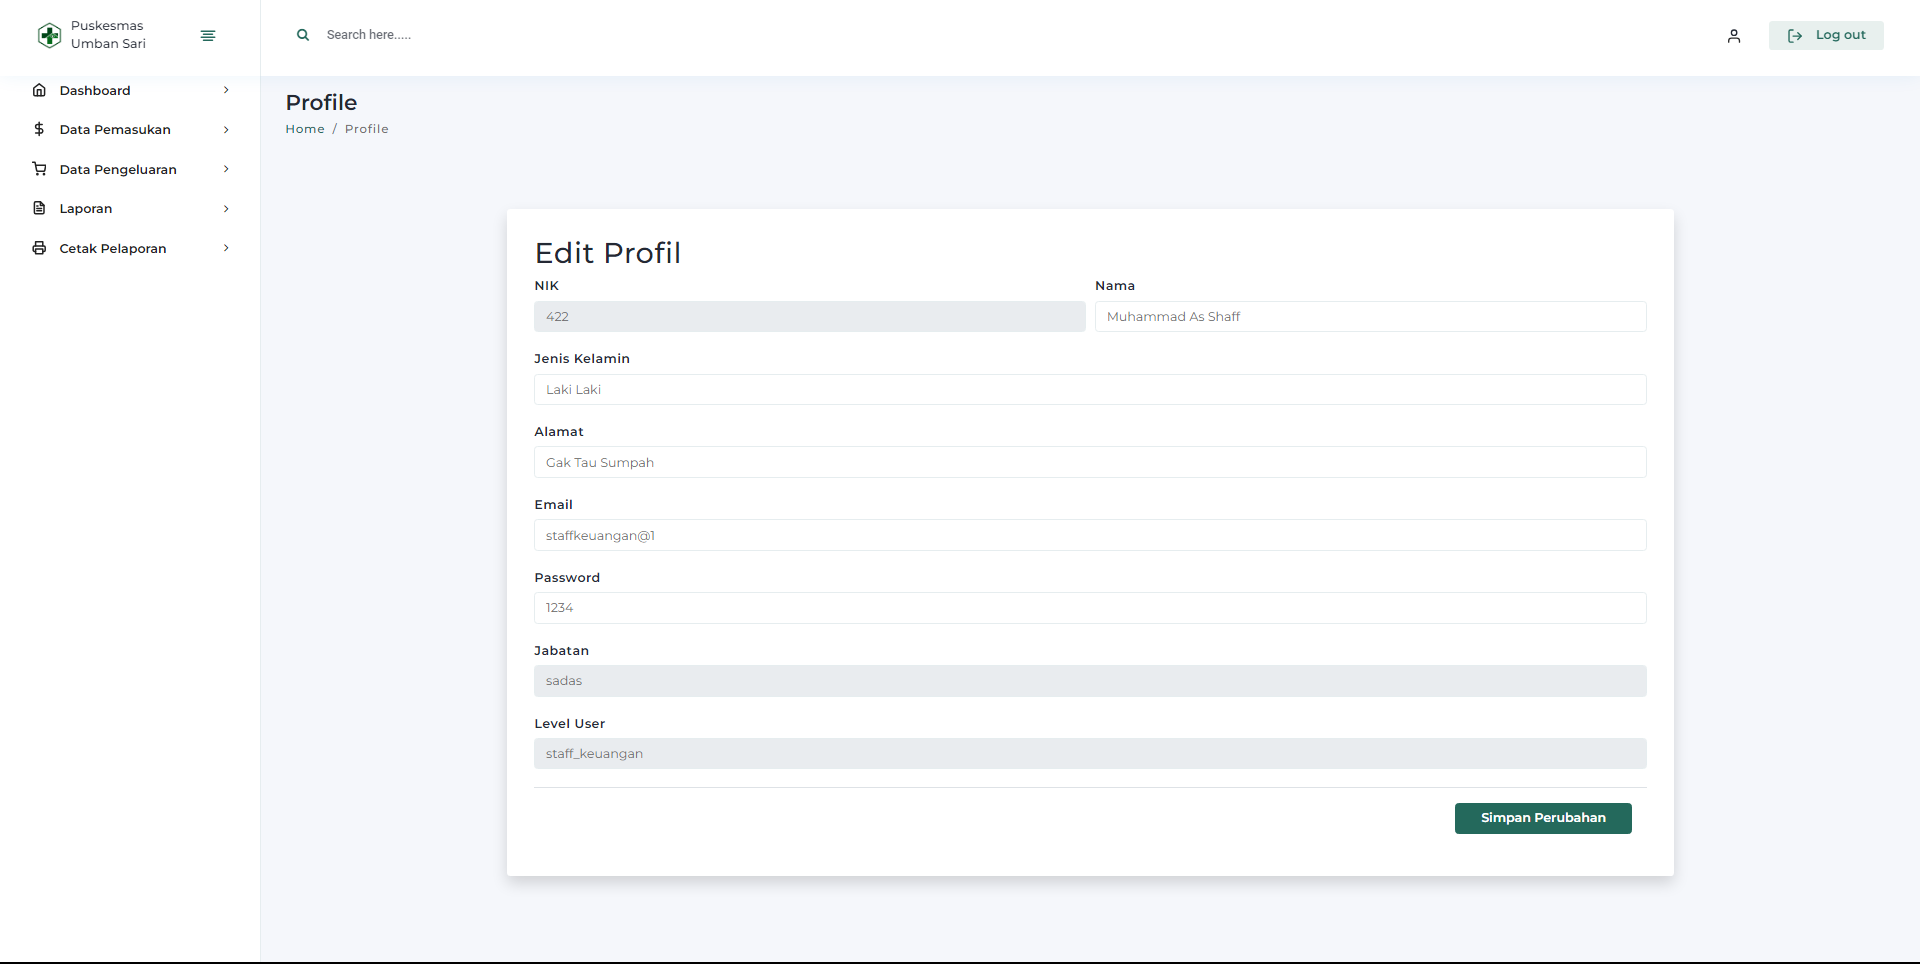 Puskesmas
Umban Sari
Search here.....
Log out
Dashboard
Data Pemasukan
Data Pengeluaran
Laporan
Cetak Pelaporan
Profile
Home / Profile
Edit Profil
NIK
422
Nama
Muhammad As Shaff
Jenis Kelamin
Laki Laki
Alamat
Gak Tau Sumpah
Email
staffkeuangan@1
Password
1234
Jabatan
sadas
Level User
staff_keuangan
Simpan Perubahan